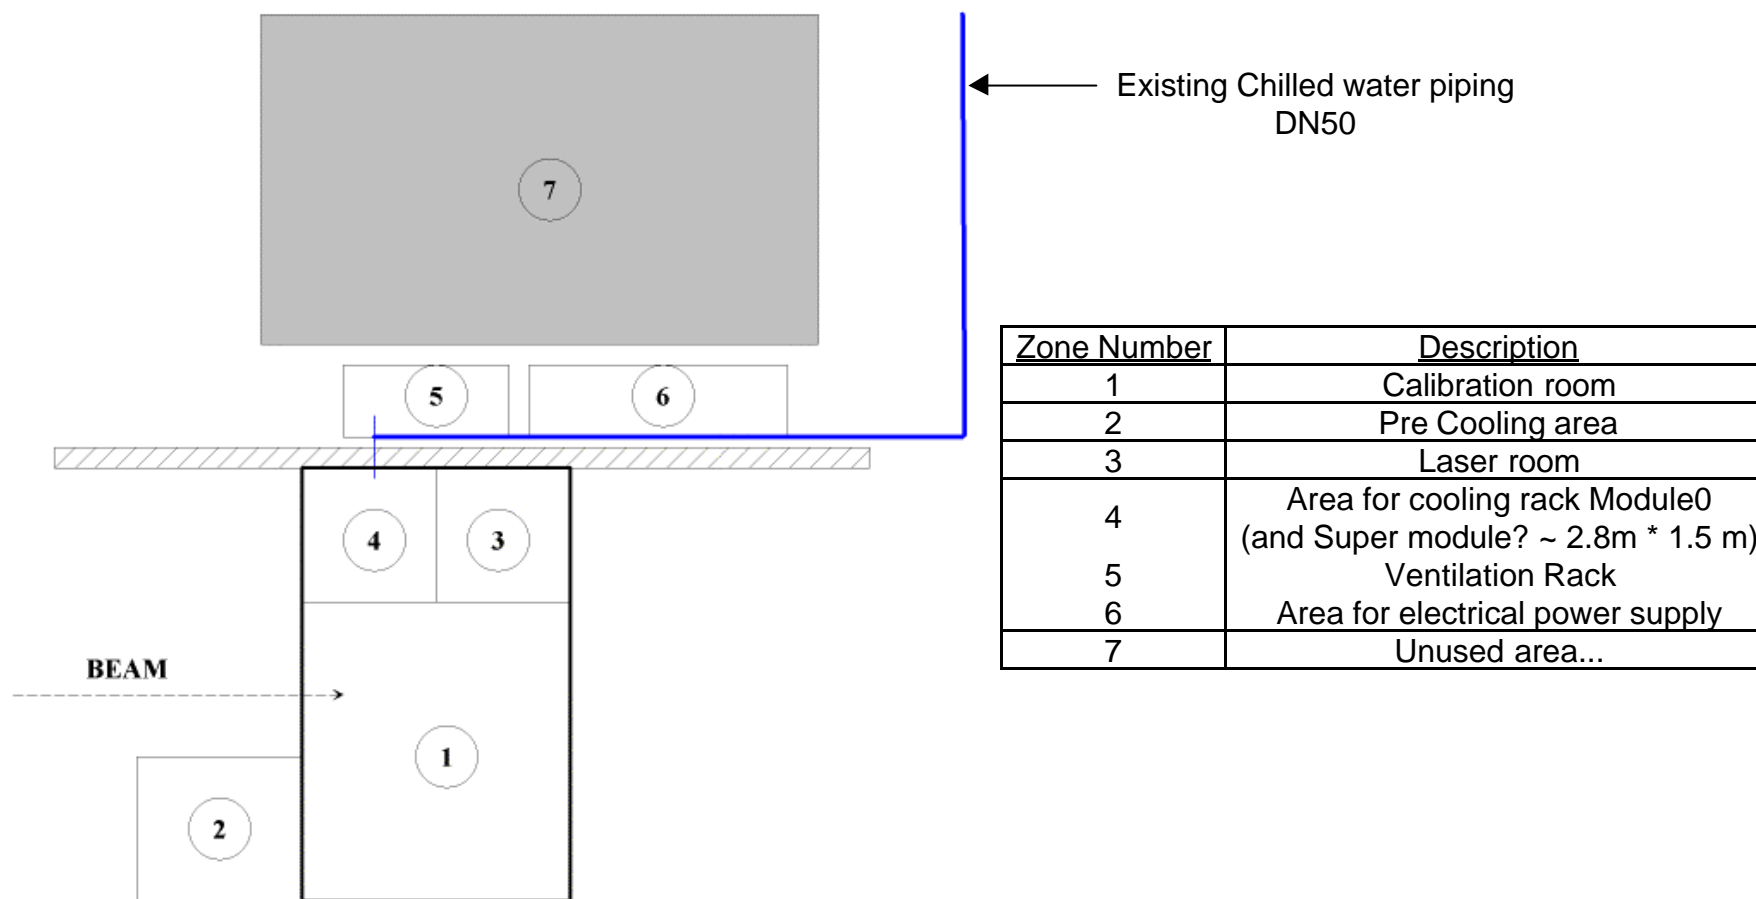 Existing Chilled water piping
DN50
7
5
6
4
3
BEAM
1
2
Zone Number Description
1 Calibration room
2 Pre Cooling area
3 Laser room
4 Area for cooling rack Module0
(and Super module? ~ 2.8m * 1.5 m)
5 Ventilation Rack
6 Area for electrical power supply
7 Unused area...